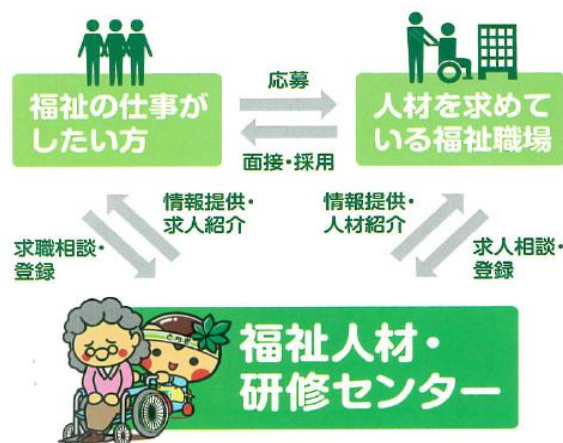 福祉の仕事が
したい方
応募
面接・採用
人材を求めて
いる福祉職場
情報提供・
求人紹介
情報提供・
人材紹介
求職相談・
登録
求人相談・
登録
とちぎ
福祉人材・
研修センター